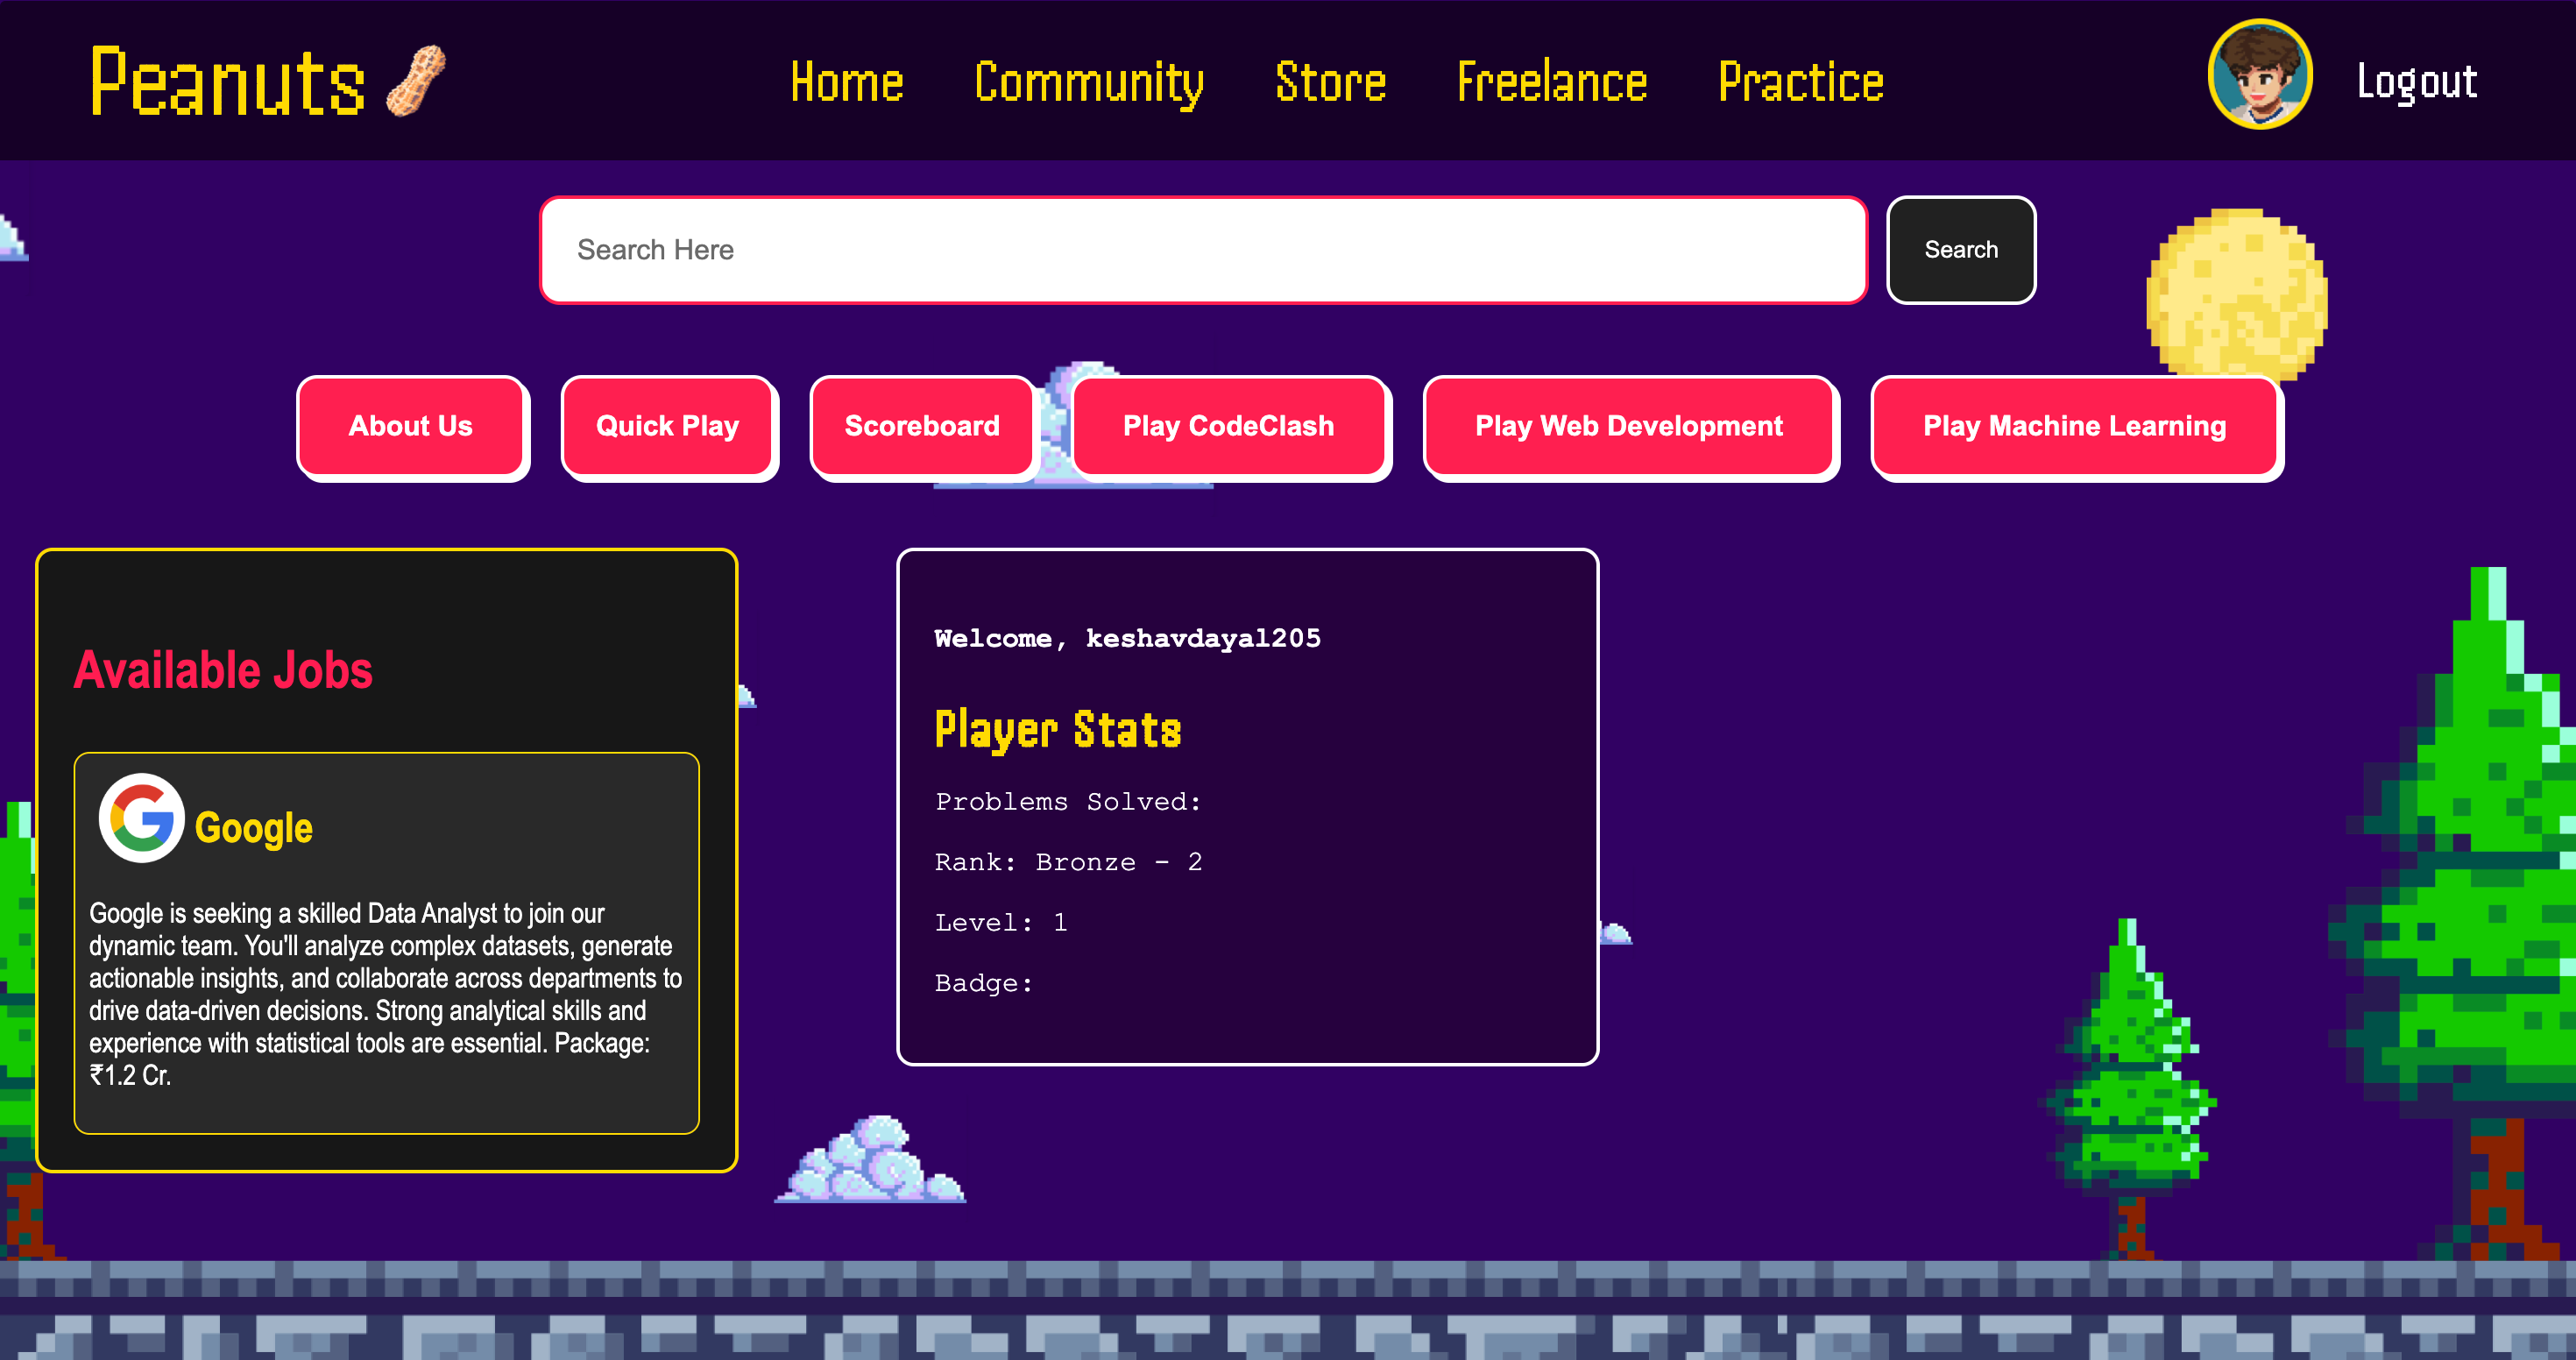 Peanuts
Home Community Store Freelance Practice
Logout
Search Here
Search
About Us
Quick Play
Scoreboard
Play CodeClash
Play Web Development
Play Machine Learning
Available Jobs
Google
Google is seeking a skilled Data Analyst to join our
dynamic team. You'll analyze complex datasets, generate
actionable insights, and collaborate across departments to
drive data-driven decisions. Strong analytical skills and
experience with statistical tools are essential. Package:
₹1.2 Cr.
Welcome, keshavdayal205
Player Stats
Problems Solved:
Rank: Bronze - 2
Level: 1
Badge: